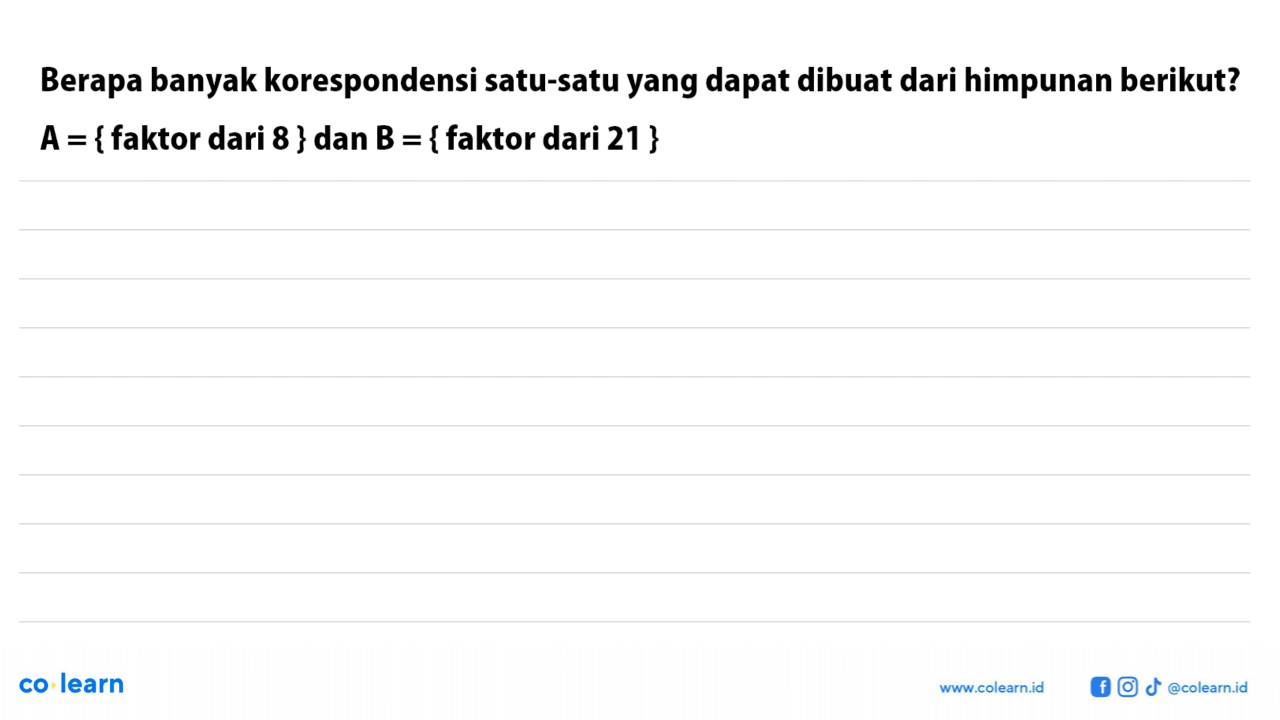 Berapa banyak korespondensi satu-satu yang dapat dibuat dari himpunan berikut?
A = { faktor dari 8 } dan B = { faktor dari 21 }
co learn
www.colearn.id @colearn.id